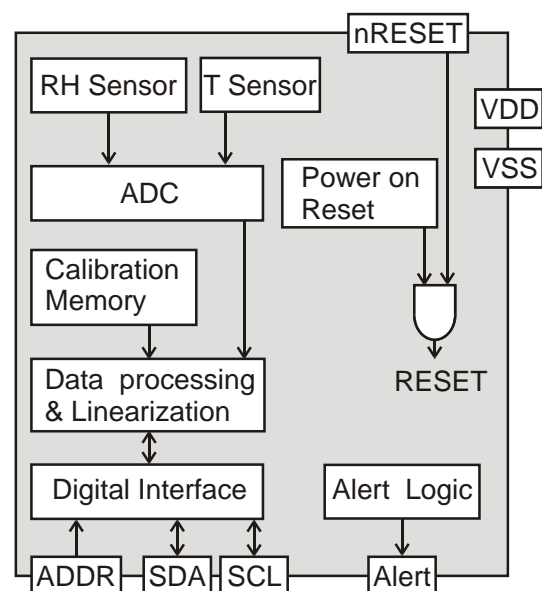 nRESET
RH Sensor
T Sensor
VDD
VSS
ADC
Power on
Reset
Calibration
Memory
Data processing
& Linearization
RESET
Digital Interface
Alert Logic
ADDR
SDA
SCL
Alert